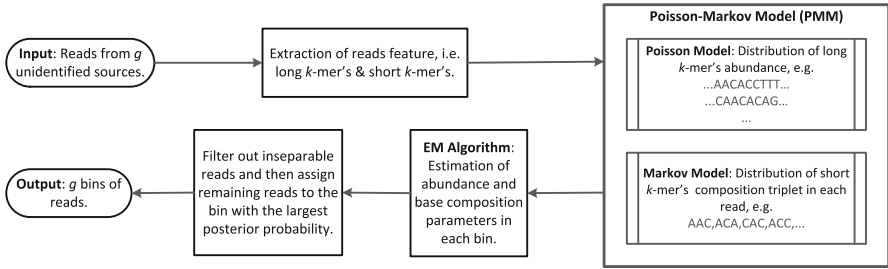 Input: Reads from g
unidentified sources.
Extraction of reads feature, i.e.
long k-mer's & short k-mer's.
Poisson-Markov Model (PMM)
Poisson Model: Distribution of long
k-mer's abundance, e.g.
...AACACCTTT...
...CAACACAG...
...
Markov Model: Distribution of short
k-mer's composition triplet in each
read, e.g.
AAC,ACA,CAC,ACC,...
EM Algorithm:
Estimation of
abundance and
base composition
parameters in
each bin.
Filter out inseparable
reads and then assign
remaining reads to the
bin with the largest
posterior probability.
Output: g bins of
reads.